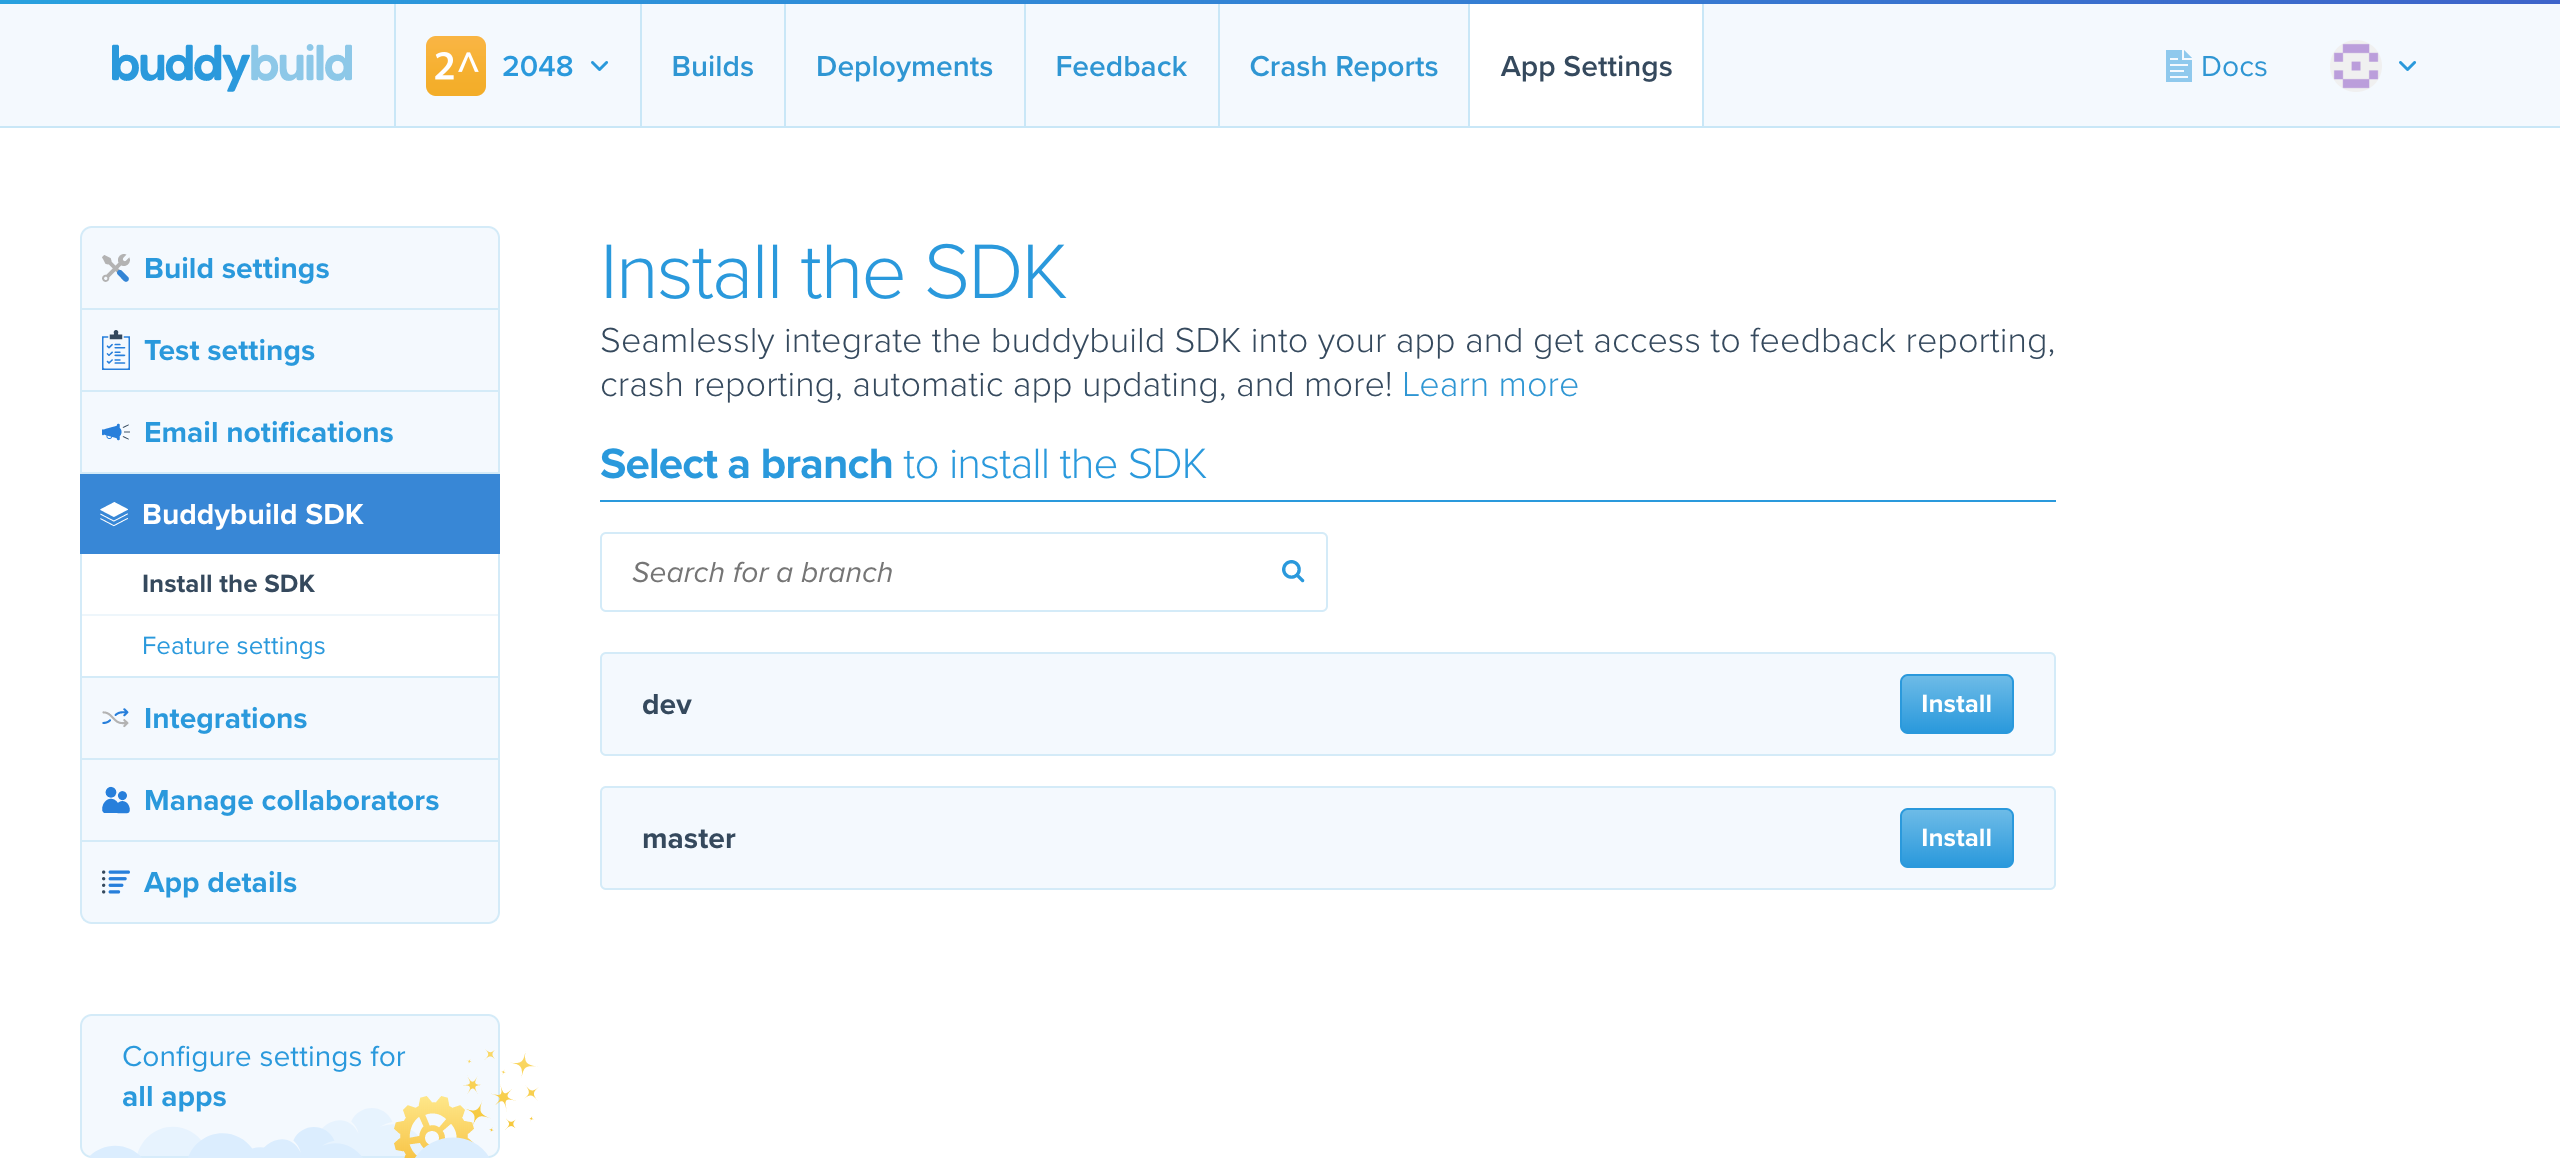 buddybuild
2^ 2048
Builds
Deployments
Feedback
Crash Reports
App Settings
Docs
Build settings
Test settings
Email notifications
Buddybuild SDK
Install the SDK
Feature settings
Integrations
Manage collaborators
App details
Configure settings for
all apps
Install the SDK
Seamlessly integrate the buddybuild SDK into your app and get access to feedback reporting,
crash reporting, automatic app updating, and more! Learn more
Select a branch to install the SDK
Search for a branch
dev
Install
master
Install